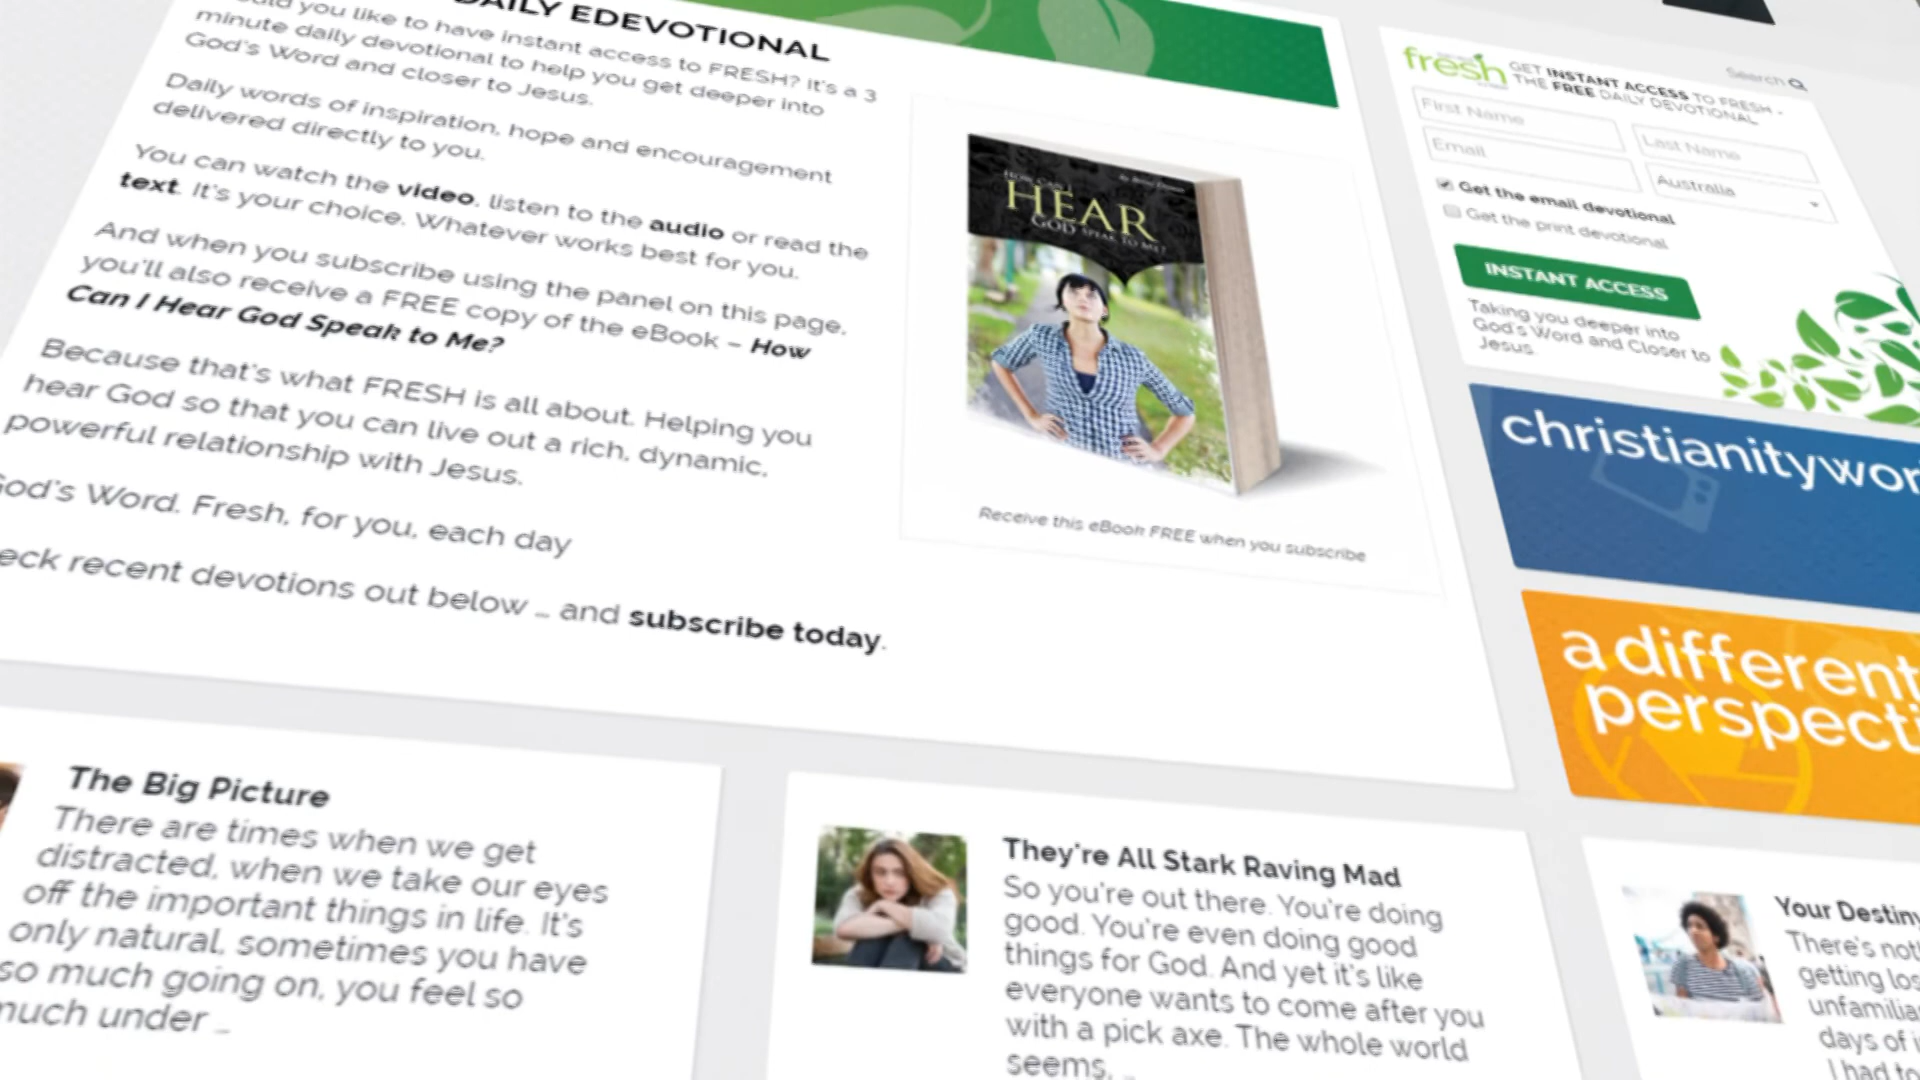 DAILY EDEVOTIONAL
you like to have instant access to FRESH? It's a 3
minute daily devotional to help you get deeper into
God's Word and closer to Jesus.
Daily words of inspiration, hope and encouragement
delivered directly to you.
You can watch the video, listen to the audio or read the
text. It's your choice. Whatever works best for you.
And when you subscribe using the panel on this page,
you'll also receive a FREE copy of the eBook – How
Can I Hear God Speak to Me?
Because that's what FRESH is all about. Helping you
hear God so that you can live out a rich, dynamic,
powerful relationship with Jesus.
God's Word. Fresh, for you, each day
eck recent devotions out below … and subscribe today.
HOW CAN I
HEAR
GOD SPEAK TO ME?
Receive this eBook FREE when you subscribe
Search
fresh
GET INSTANT ACCESS TO FRESH -
THE FREE DAILY DEVOTIONAL
First Name
Last Name
Email
Australia
Get the email devotional
Get the print devotional
INSTANT ACCESS
Taking you deeper into
God's Word and Closer to
Jesus.
christianitywor
a different
perspecti
The Big Picture
There are times when we get
distracted, when we take our eyes
off the important things in life. It's
only natural, sometimes you have
so much going on, you feel so
much under …
They're All Stark Raving Mad
So you're out there. You're doing
good. You're even doing good
things for God. And yet it's like
everyone wants to come after you
with a pick axe. The whole world
seems, …
Your Destiny
There's not
getting los
unfamilia
days of i
I had to